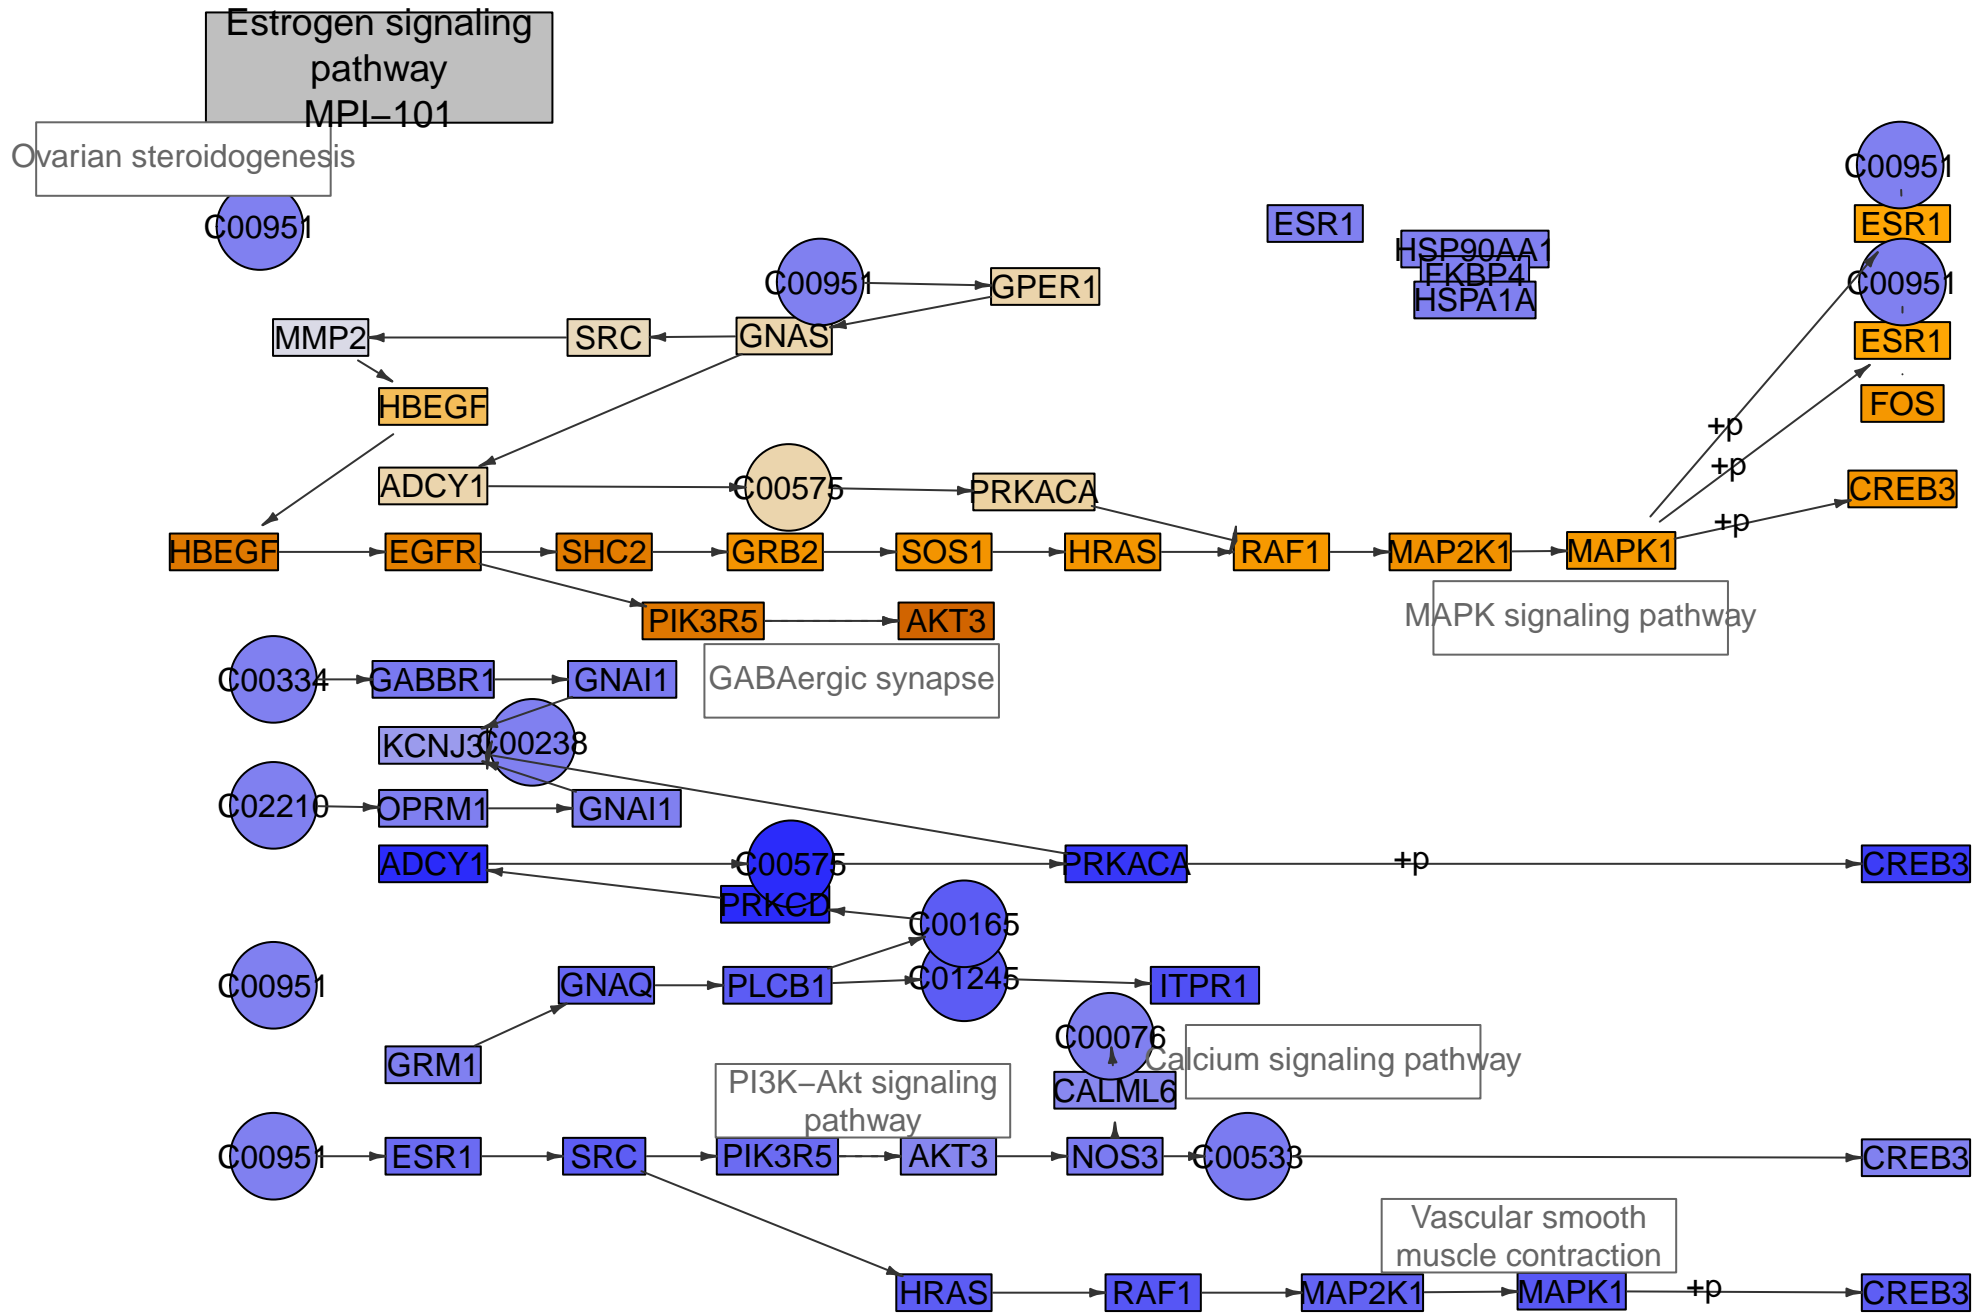 Estrogen signaling
pathway
MPI–101
Ovarian steroidogenesis
C00951
C00951
ESR1
ESR1
HSP90AA1
FKBP4
HSPA1A
C00951
GPER1
C00951
ESR1
MMP2
SRC
GNAS
HBEGF
FOS
+p
+p
+p
ADCY1
C00575
PRKACA
CREB3
HBEGF
EGFR
SHC2
GRB2
SOS1
HRAS
RAF1
MAP2K1
MAPK1
PIK3R5
AKT3
MAPK signaling pathway
C00334
GABBR1
GNAI1
GABAergic synapse
KCNJ3
C00238
C02210
OPRM1
GNAI1
ADCY1
C00575
PRKACA
+p
CREB3
PRKCD
C00165
C00951
GNAQ
PLCB1
C01245
ITPR1
C00076
Calcium signaling pathway
GRM1
PI3K–Akt signaling
pathway
CALML6
C00951
ESR1
SRC
PIK3R5
AKT3
NOS3
C00533
CREB3
Vascular smooth
muscle contraction
HRAS
RAF1
MAP2K1
MAPK1
+p
CREB3